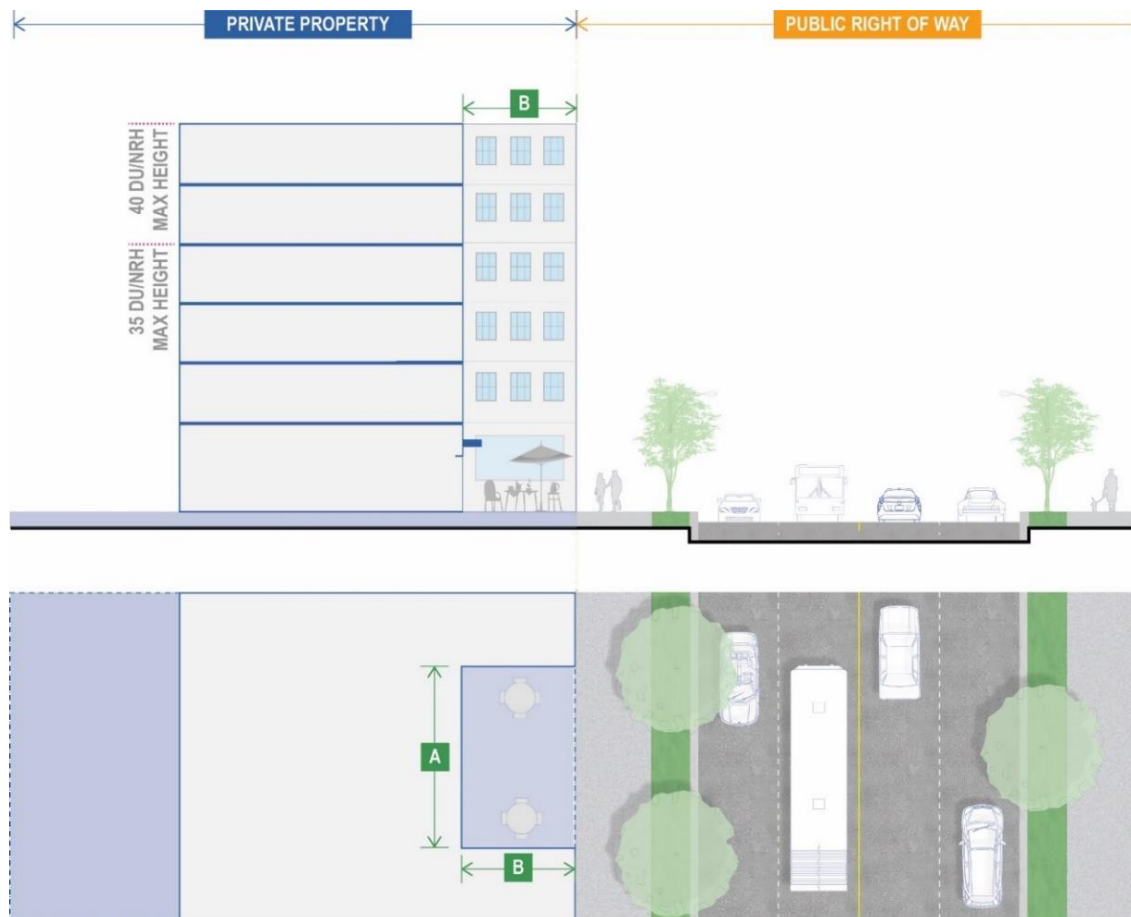 PRIVATE PROPERTY
PUBLIC RIGHT OF WAY
B
40 DU/NRH
MAX HEIGHT
35 DU/NRH
MAX HEIGHT
A
B